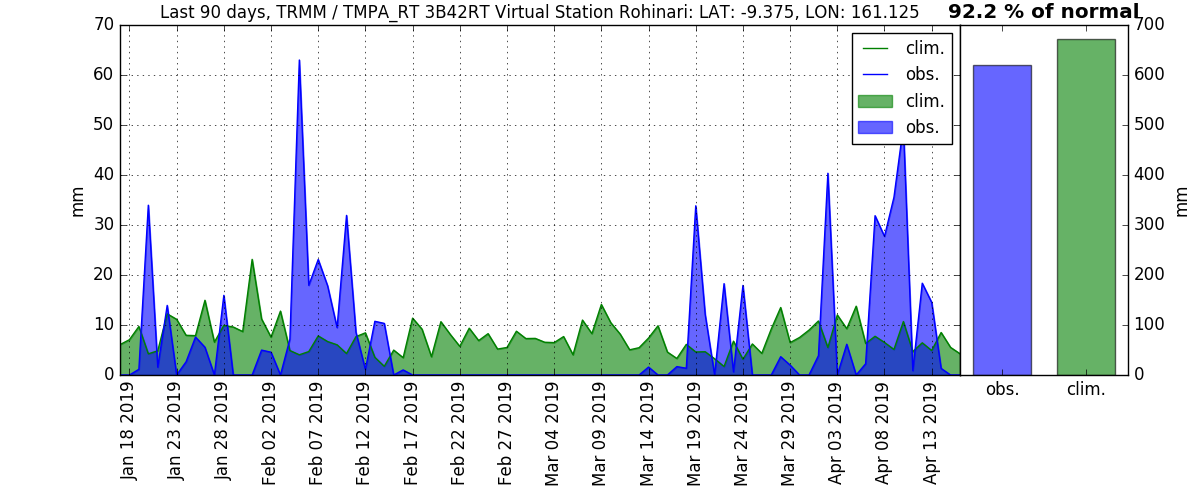 Last 90 days, TRMM / TMPA_RT 3B42RT Virtual Station Rohinari: LAT: -9.375, LON: 161.125
92.2 % of normal
70
60
50
40
30
20
10
0
mm
clim.
obs.
clim.
obs.
700
600
500
400
300
200
100
0
mm
Jan 18 2019
Jan 23 2019
Jan 28 2019
Feb 02 2019
Feb 07 2019
Feb 12 2019
Feb 17 2019
Feb 22 2019
Feb 27 2019
Mar 04 2019
Mar 09 2019
Mar 14 2019
Mar 19 2019
Mar 24 2019
Mar 29 2019
Apr 03 2019
Apr 08 2019
Apr 13 2019
obs.
clim.